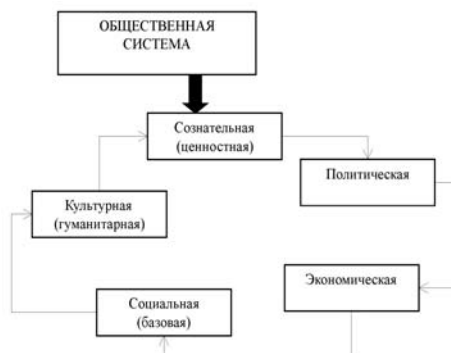 ОБЩЕСТВЕННАЯ
СИСТЕМА
Сознательная
(ценностная)
Политическая
Культурная
(гуманитарная)
Экономическая
Социальная
(базовая)